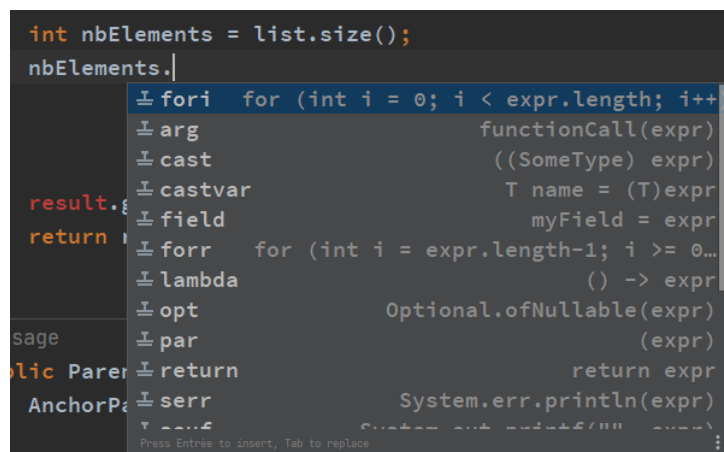 int nbElements = list.size();
nbElements.
fori for (int i = 0; i < expr.length; i++
arg functionCall(expr)
cast ((SomeType) expr)
castvar T name = (T)expr
result.g
field myField = expr
return
forr for (int i = expr.length-1; i >= 0…
lambda () -> expr
opt Optional.ofNullable(expr)
sage
par (expr)
return return expr
lic Paren
AnchorPa
serr System.err.println(expr)
Press Entrée to insert, Tab to replace